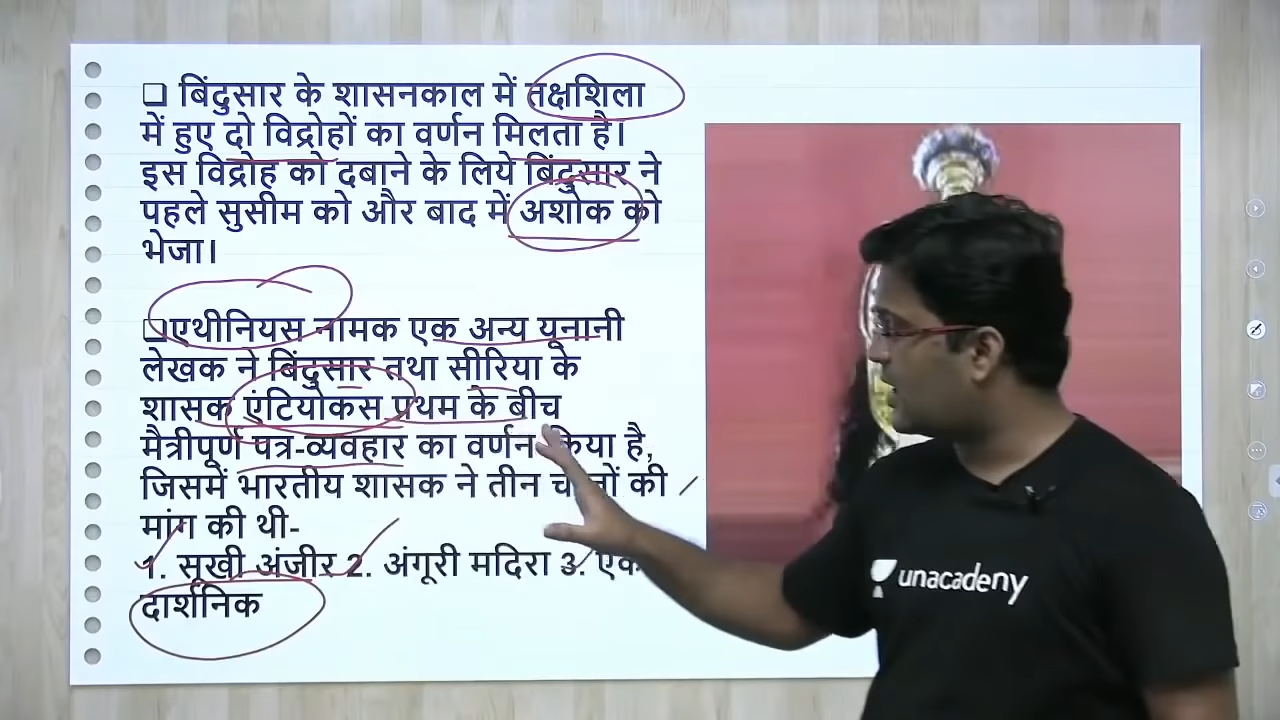 ❑ बिंदुसार के शासनकाल में तक्षशिला
में हुए दो विद्रोहों का वर्णन मिलता है।
इस विद्रोह को दबाने के लिये बिंदुसार ने
पहले सुसीम को और बाद में अशोक को
भेजा।
❑एथीनियस नामक एक अन्य यूनानी
लेखक ने बिंदुसार तथा सीरिया के
शासक एंटियोकस प्रथम के बीच
मैत्रीपूर्ण पत्र-व्यवहार का वर्णन किया है,
जिसमें भारतीय शासक ने तीन की
मांग की थी-
1. सूखी अंजीर 2. अंगूरी मदिरा 3. एक
दार्शनिक
unacademy